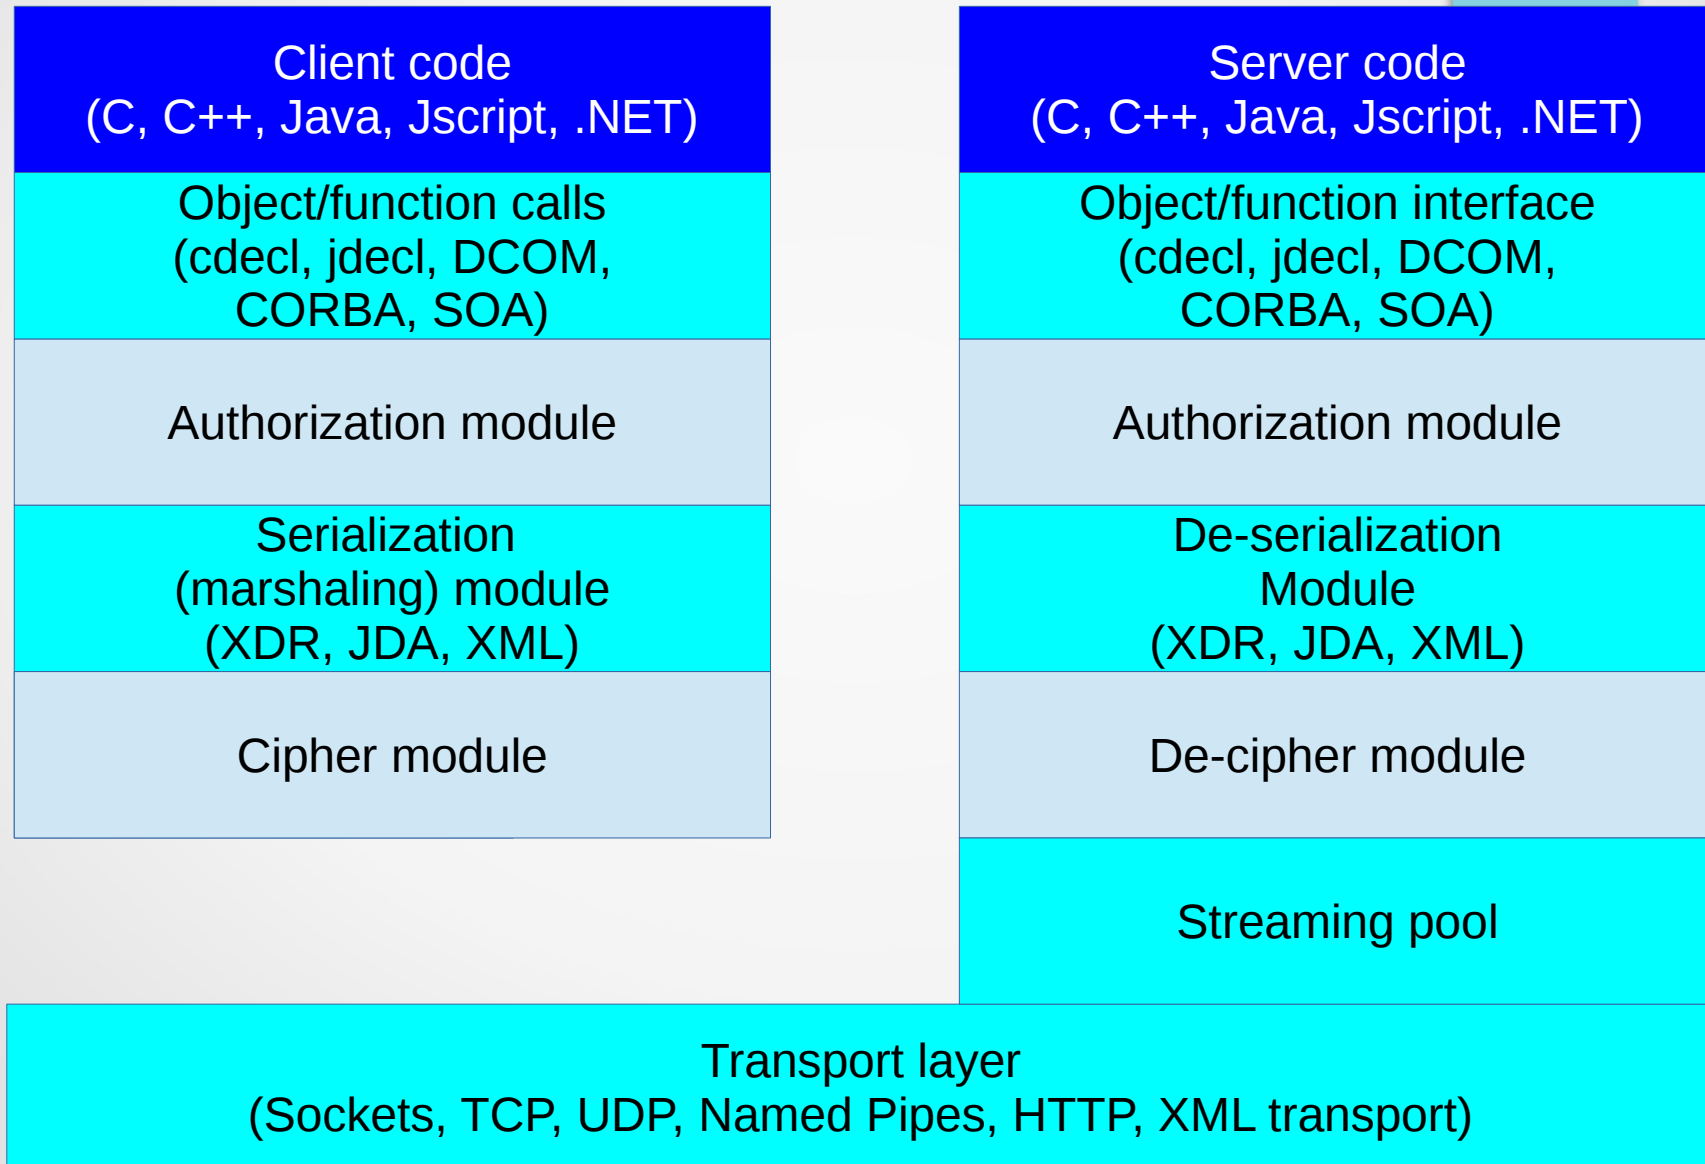 Client code
(C, C++, Java, Jscript, .NET)
Object/function calls
(cdecl, jdecl, DCOM,
CORBA, SOA)
Authorization module
Serialization
(marshaling) module
(XDR, JDA, XML)
Cipher module
Server code
(C, C++, Java, Jscript, .NET)
Object/function interface
(cdecl, jdecl, DCOM,
CORBA, SOA)
Authorization module
De-serialization
Module
(XDR, JDA, XML)
De-cipher module
Streaming pool
Transport layer
(Sockets, TCP, UDP, Named Pipes, HTTP, XML transport)